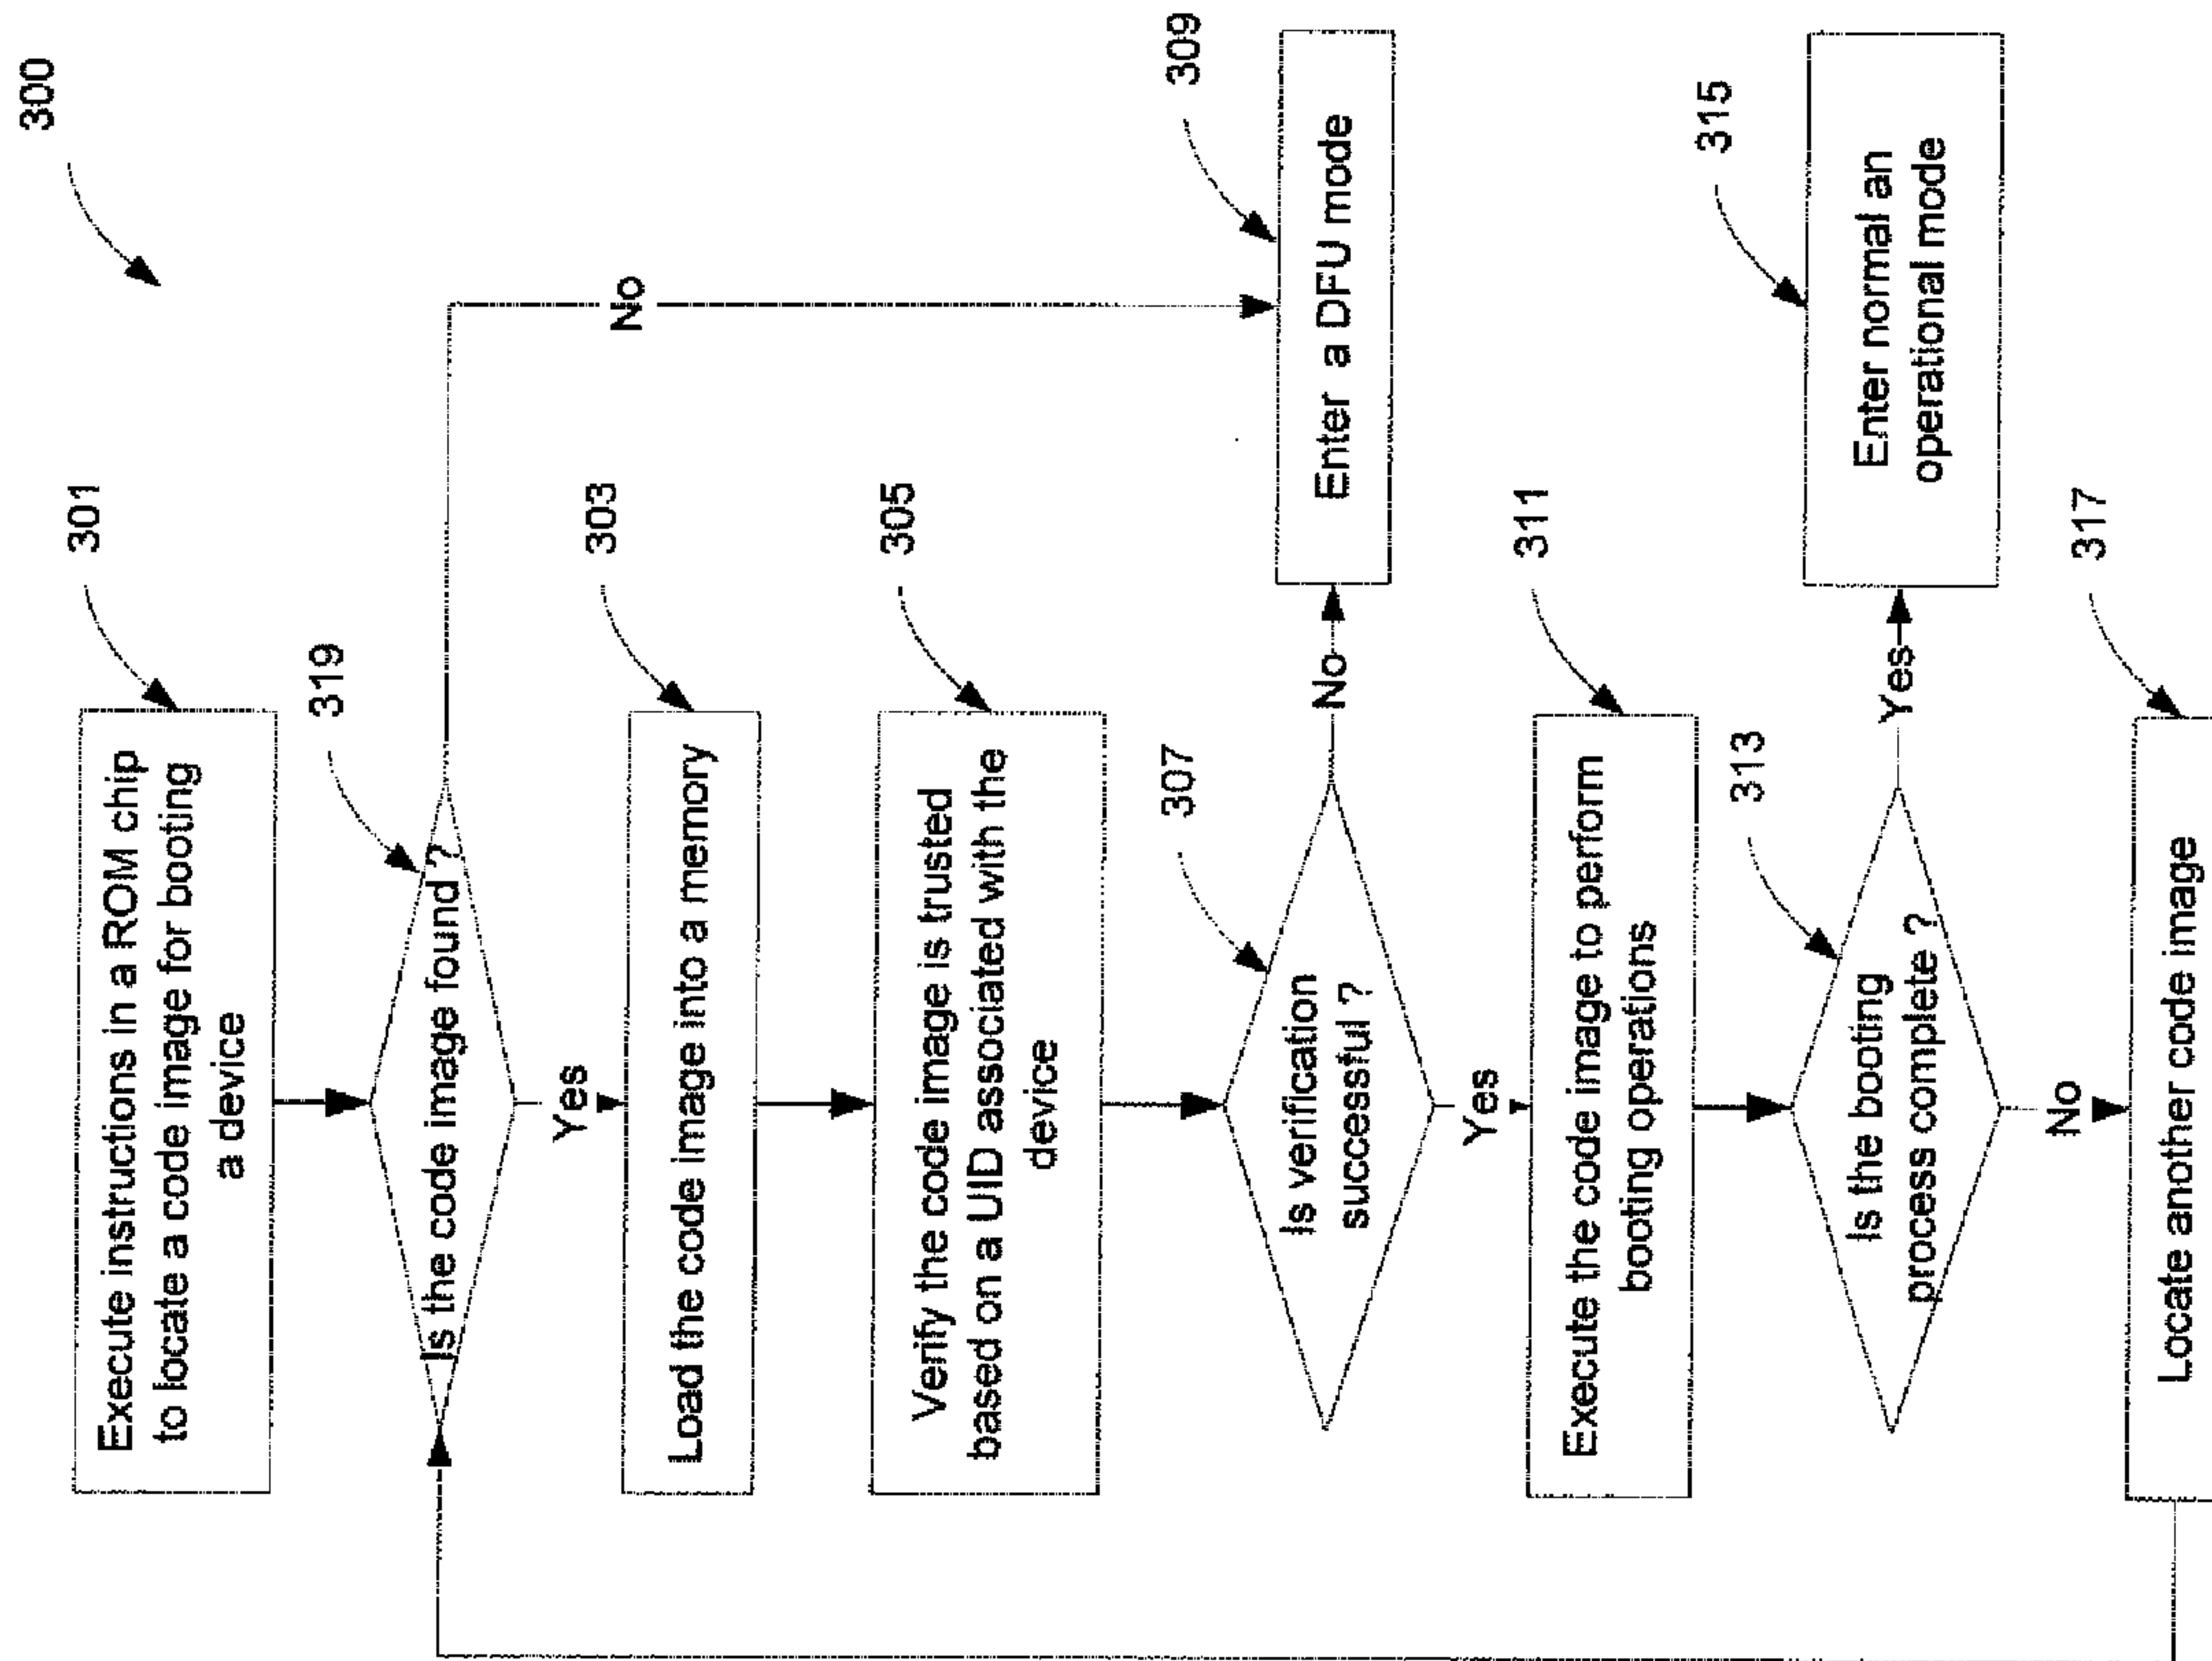 300
301
Execute instructions in a ROM chip
to locate a code image for booting
a device
319
Is the code image found ?
No
Yes
303
Load the code image into a memory
305
Verify the code image is trusted
based on a UID associated with the
device
307
Is verification
successful ?
No
309
Enter a DFU mode
Yes
311
Execute the code image to perform
booting operations
313
Is the booting
process complete ?
Yes
315
Enter normal an
operational mode
No
317
Locate another code image